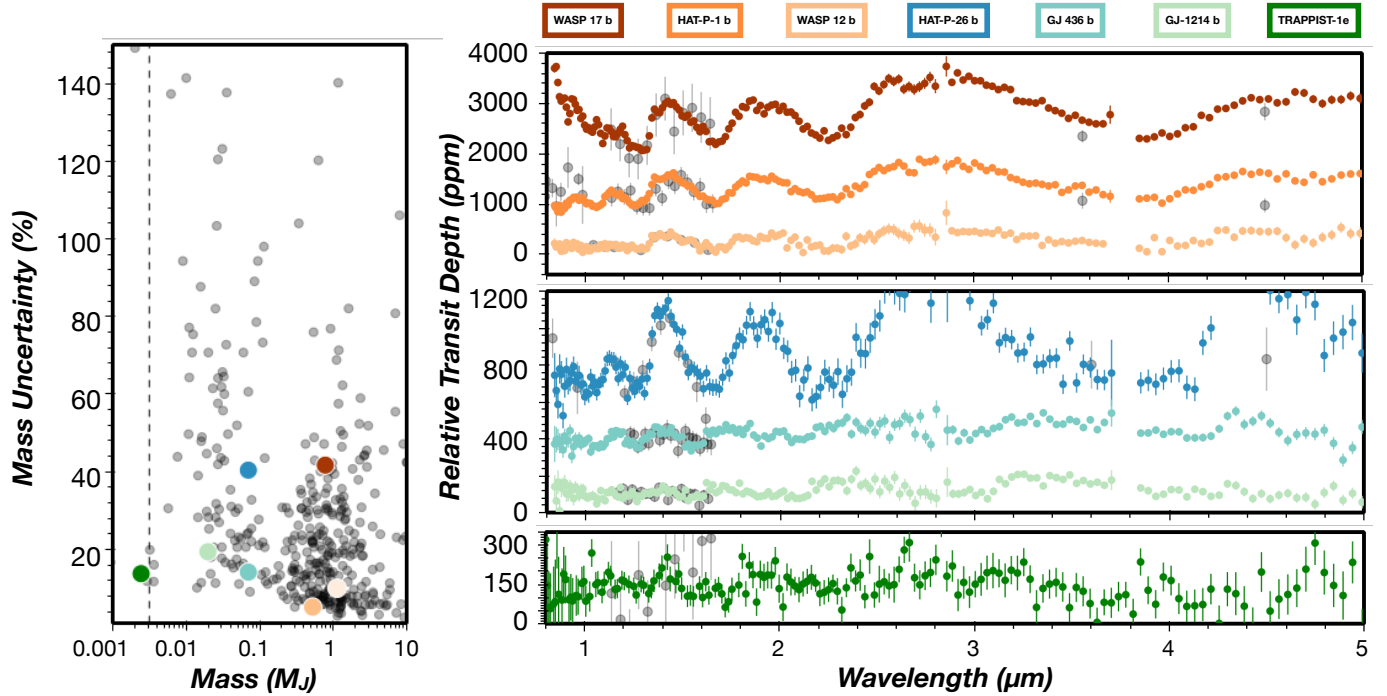 WASP 17 b
HAT-P-1 b
WASP 12 b
HAT-P-26 b
GJ 436 b
GJ-1214 b
TRAPPIST-1e
Mass Uncertainty (%)
140
120
100
80
60
40
20
0.001
0.01
0.1
1
10
Mass (MJ)
Relative Transit Depth (ppm)
4000
3000
2000
1000
0
1200
800
400
0
300
150
0
1
2
3
4
5
Wavelength (μm)